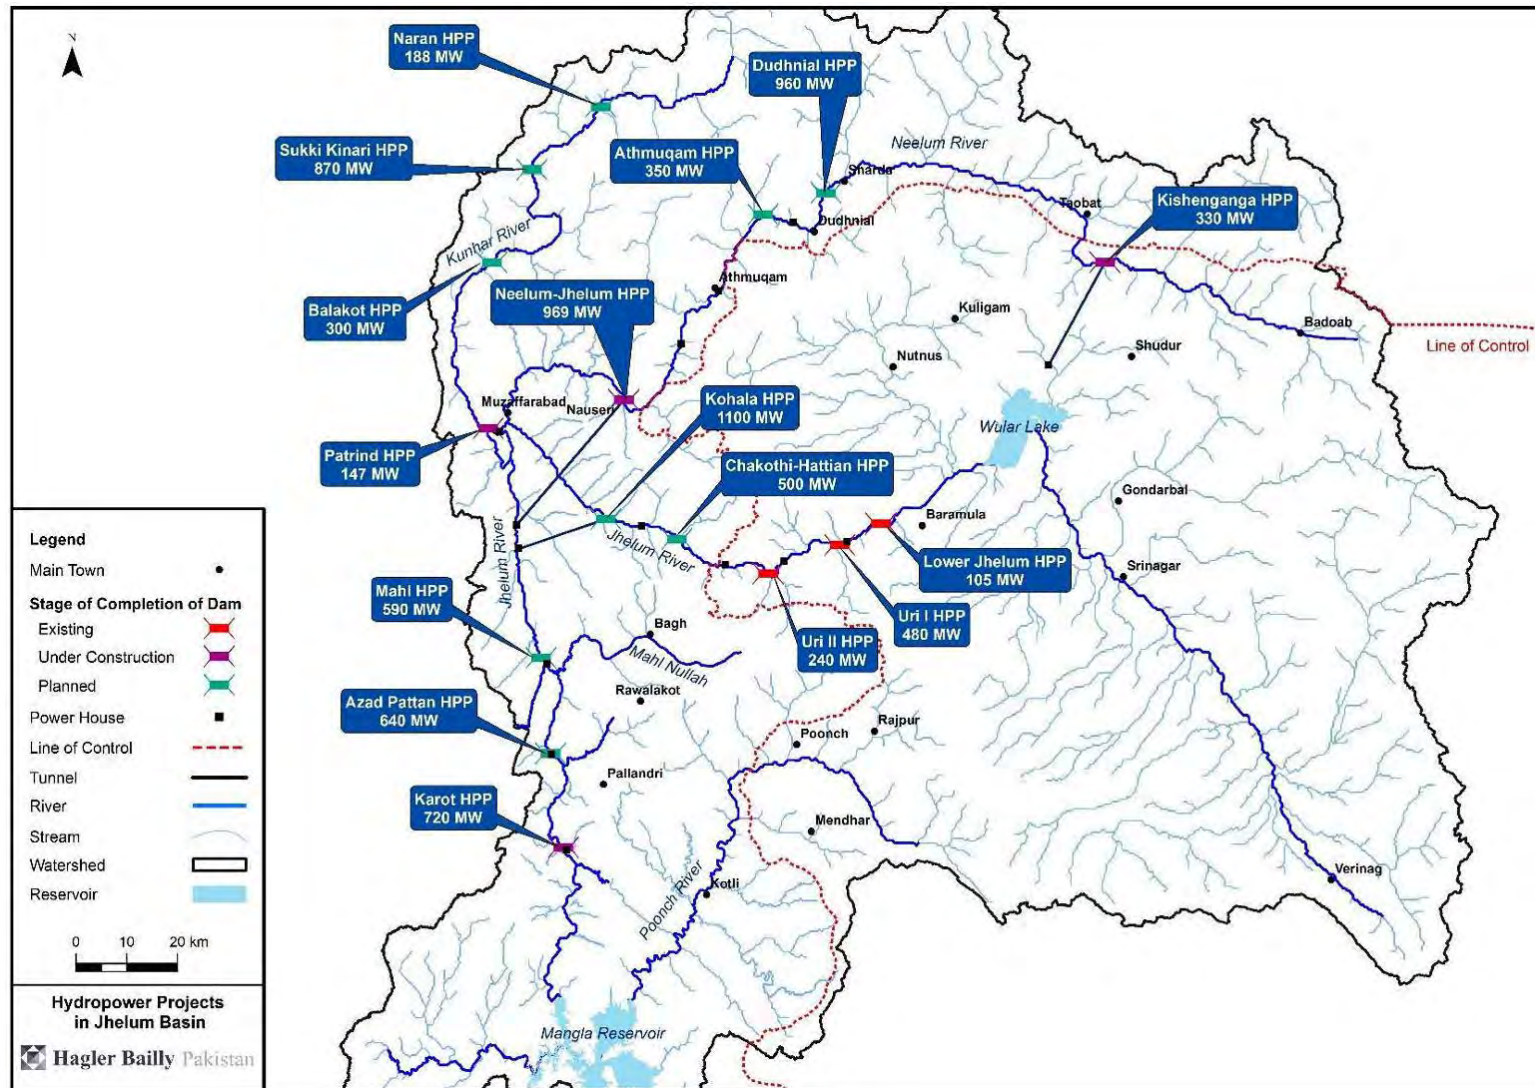 N
Naran HPP
188 MW
Dudhnial HPP
960 MW
Sukki Kinari HPP
870 MW
Athmuqam HPP
350 MW
Neelum River
Sharda
Taobat
Kishenganga HPP
330 MW
Dudhnial
Kunhar River
Athmuqam
Balakot HPP
300 MW
Neelum-Jhelum HPP
969 MW
Kuligam
Badoab
Line of Control
Nutnus
Shudur
Muzaffarabad
Nauseri
Kohala HPP
1100 MW
Wular Lake
Patrind HPP
147 MW
Chakothi-Hattian HPP
500 MW
Gondarbal
Baramula
Jhelum River
Jhelum River
Lower Jhelum HPP
105 MW
Srinagar
Mahl HPP
590 MW
Uri I HPP
480 MW
Bagh
Uri II HPP
240 MW
Mahl Nullah
Rawalakot
Azad Pattan HPP
640 MW
Rajpur
Poonch
Pallandri
Karot HPP
720 MW
Mendhar
Verinag
Kotli
Poonch River
Mangla Reservoir
Legend
Main Town
Stage of Completion of Dam
Existing
Under Construction
Planned
Power House
Line of Control
Tunnel
River
Stream
Watershed
Reservoir
0 10 20 km
Hydropower Projects
in Jhelum Basin
Hagler Bailly Pakistan